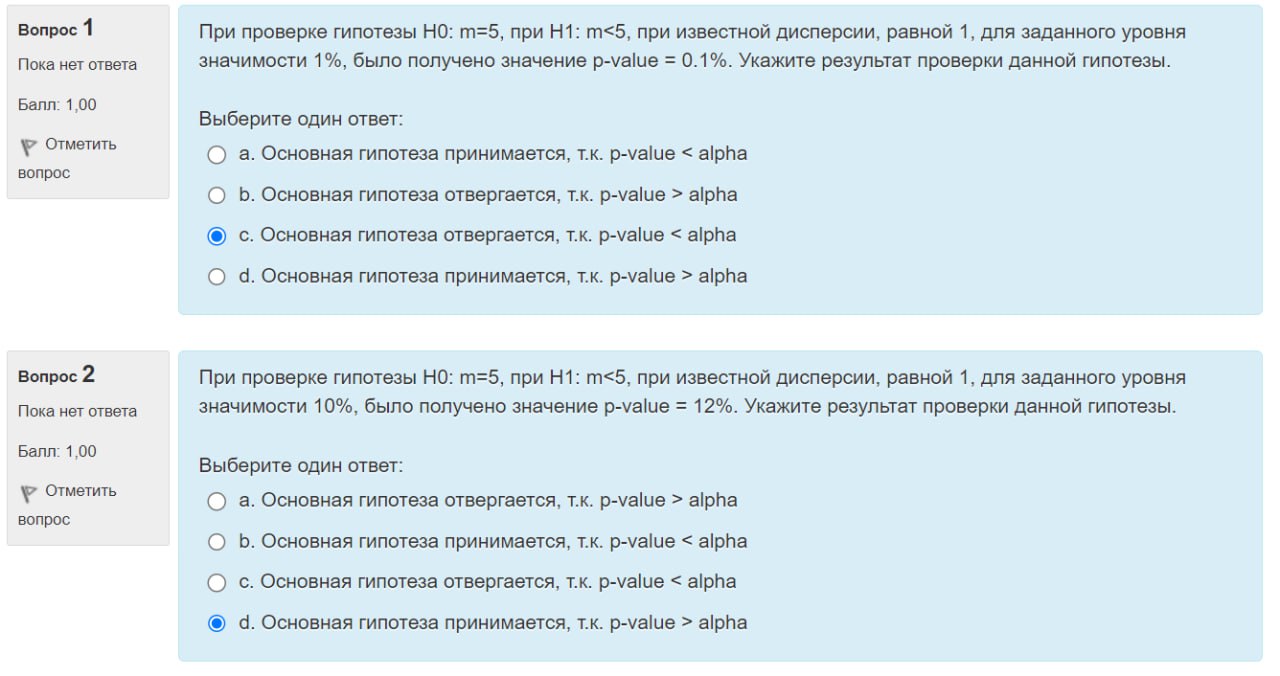 Вопрос 1
Пока нет ответа
Балл: 1,00
Отметить
вопрос
При проверке гипотезы H0: m=5, при H1: m<5, при известной дисперсии, равной 1, для заданного уровня
значимости 1%, было получено значение p-value = 0.1%. Укажите результат проверки данной гипотезы.
Выберите один ответ:
a. Основная гипотеза принимается, т.к. p-value < alpha
b. Основная гипотеза отвергается, т.к. p-value > alpha
c. Основная гипотеза отвергается, т.к. p-value < alpha
d. Основная гипотеза принимается, т.к. p-value > alpha
Вопрос 2
Пока нет ответа
Балл: 1,00
Отметить
вопрос
При проверке гипотезы H0: m=5, при H1: m<5, при известной дисперсии, равной 1, для заданного уровня
значимости 10%, было получено значение p-value = 12%. Укажите результат проверки данной гипотезы.
Выберите один ответ:
a. Основная гипотеза отвергается, т.к. p-value > alpha
b. Основная гипотеза принимается, т.к. p-value < alpha
c. Основная гипотеза отвергается, т.к. p-value < alpha
d. Основная гипотеза принимается, т.к. p-value > alpha